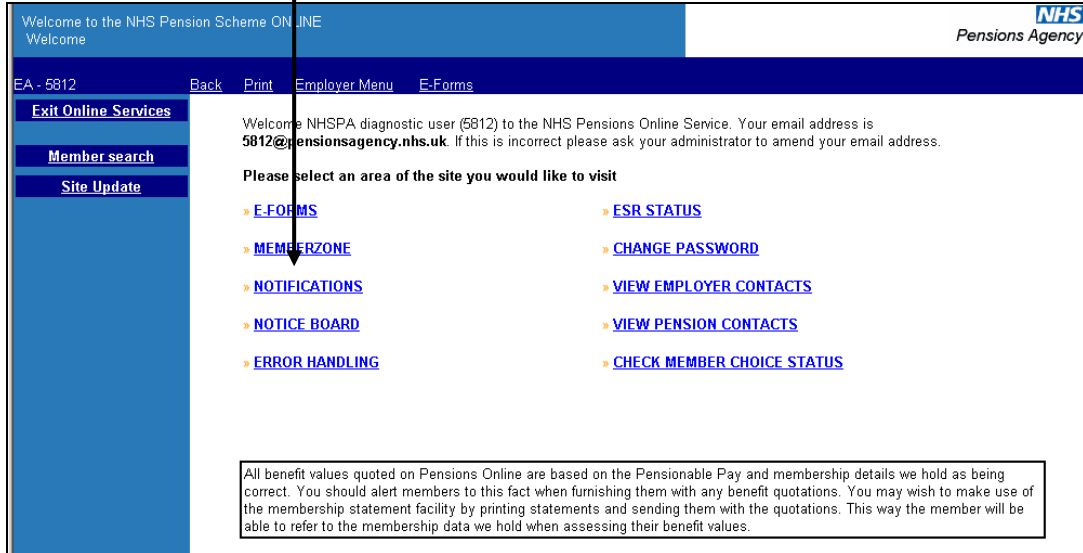 Welcome to the NHS Pension Scheme ONLINE
Welcome
NHS
Pensions Agency
EA - 5812 Back Print Employer Menu E-Forms
Exit Online Services
Member search
Site Update
Welcome NHSPA diagnostic user (5812) to the NHS Pensions Online Service. Your email address is
5812@pensionsagency.nhs.uk. If this is incorrect please ask your administrator to amend your email address.
Please select an area of the site you would like to visit
» E-FORMS
» ESR STATUS
» MEMBERZONE
» CHANGE PASSWORD
» NOTIFICATIONS
» VIEW EMPLOYER CONTACTS
» NOTICE BOARD
» VIEW PENSION CONTACTS
» ERROR HANDLING
» CHECK MEMBER CHOICE STATUS
All benefit values quoted on Pensions Online are based on the Pensionable Pay and membership details we hold as being
correct. You should alert members to this fact when furnishing them with any benefit quotations. You may wish to make use of
the membership statement facility by printing statements and sending them with the quotations. This way the member will be
able to refer to the membership data we hold when assessing their benefit values.